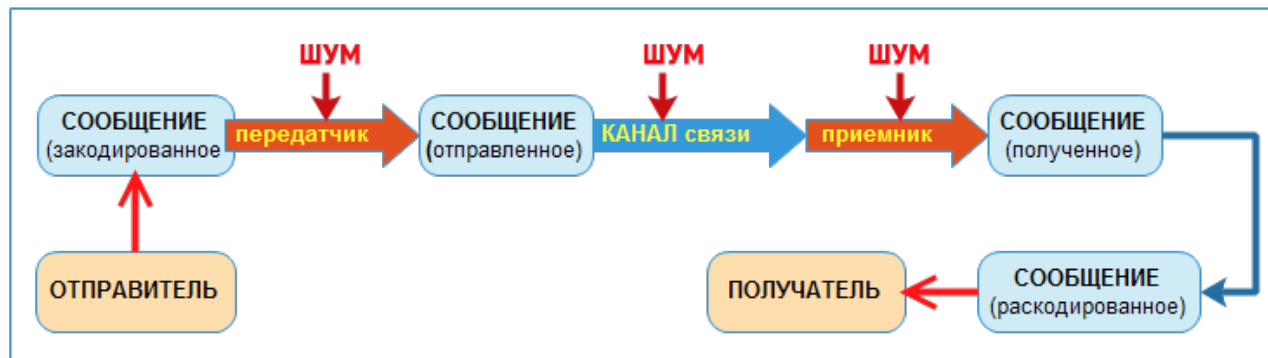 ШУМ
ШУМ
ШУМ
СООБЩЕНИЕ
(закодированное
передатчик
СООБЩЕНИЕ
(отправленное)
КАНАЛ связи
приемник
СООБЩЕНИЕ
(полученное)
ОТПРАВИТЕЛЬ
ПОЛУЧАТЕЛЬ
СООБЩЕНИЕ
(раскодированное)